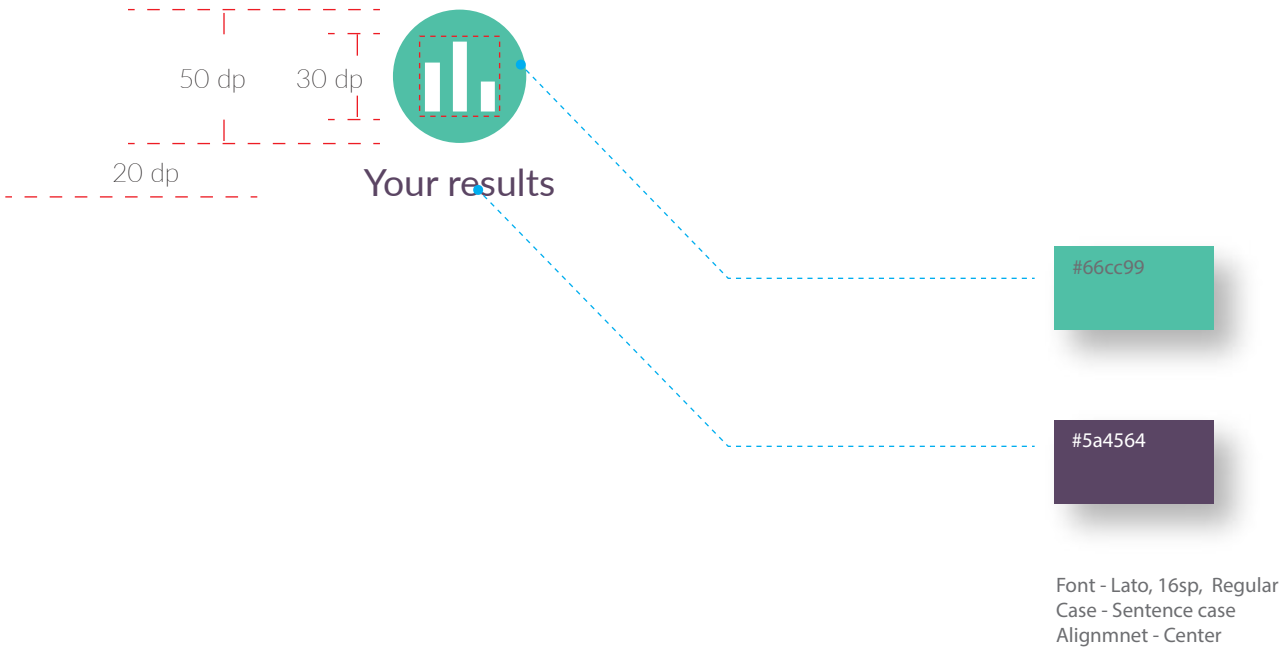 50 dp
30 dp
20 dp
Your results
#66cc99
#5a4564
Font - Lato, 16sp, Regular
Case - Sentence case
Alignmnet - Center